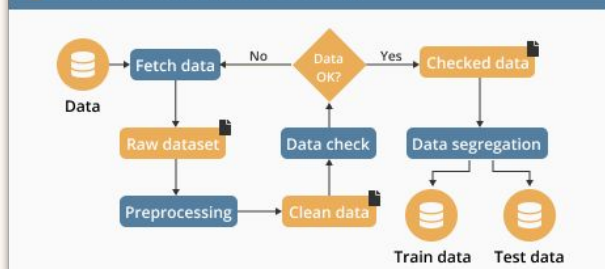 Data
Fetch data
No
Data
OK?
Yes
Checked data
Raw dataset
Data check
Data segregation
Preprocessing
Clean data
Train data
Test data